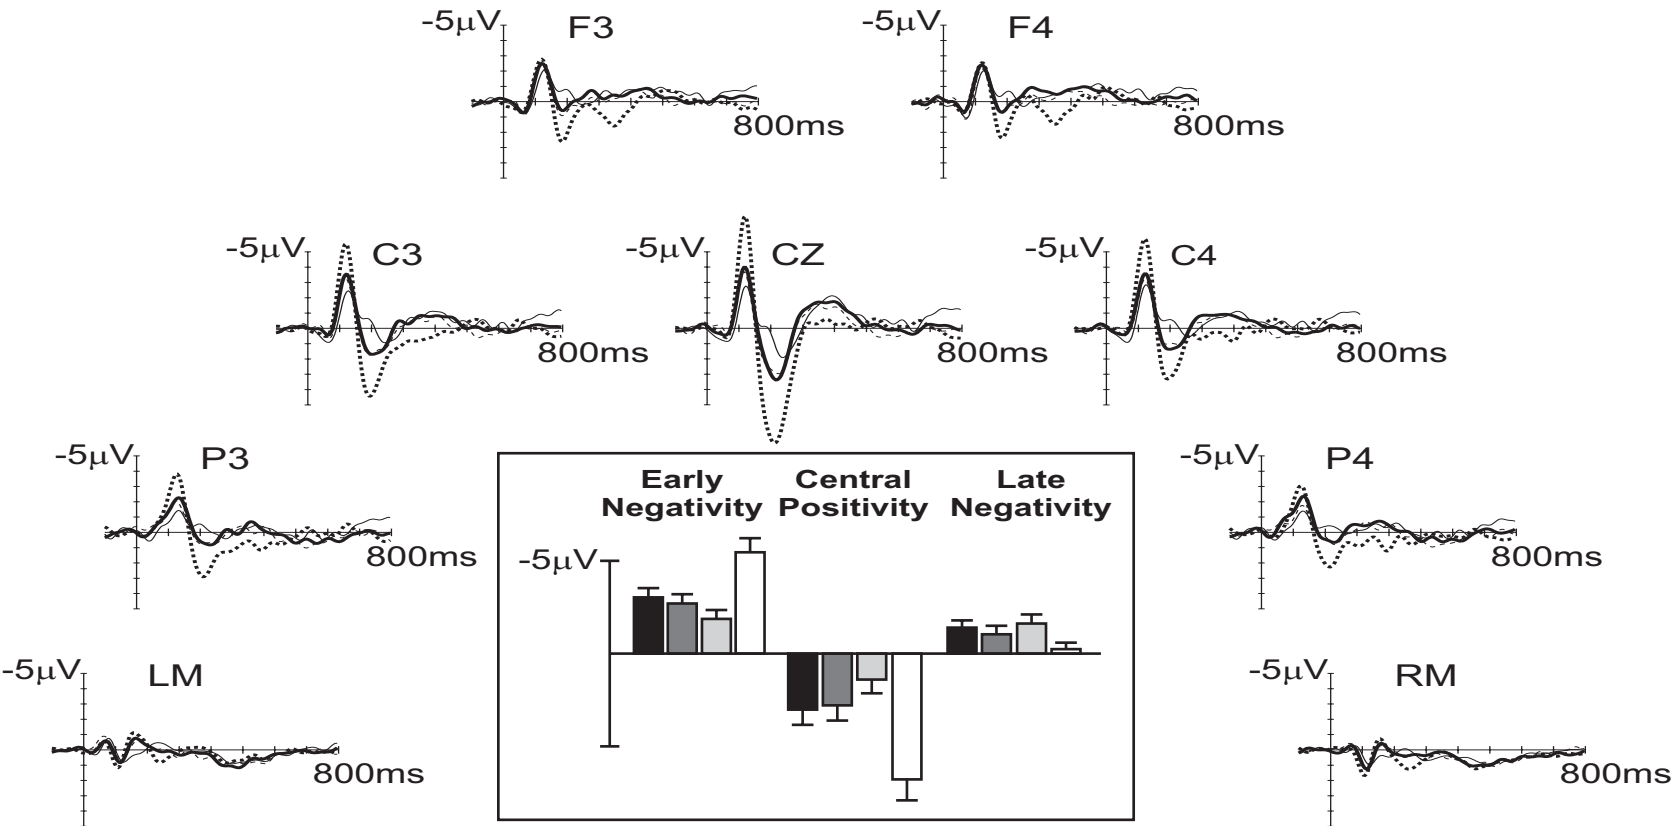 -5μV F3
800ms
-5μV F4
800ms
-5μV C3
800ms
-5μV CZ
800ms
-5μV C4
800ms
-5μV P3
800ms
-5μV P4
800ms
Early Negativity
Central Positivity
Late Negativity
-5μV
-5μV LM
800ms
-5μV RM
800ms